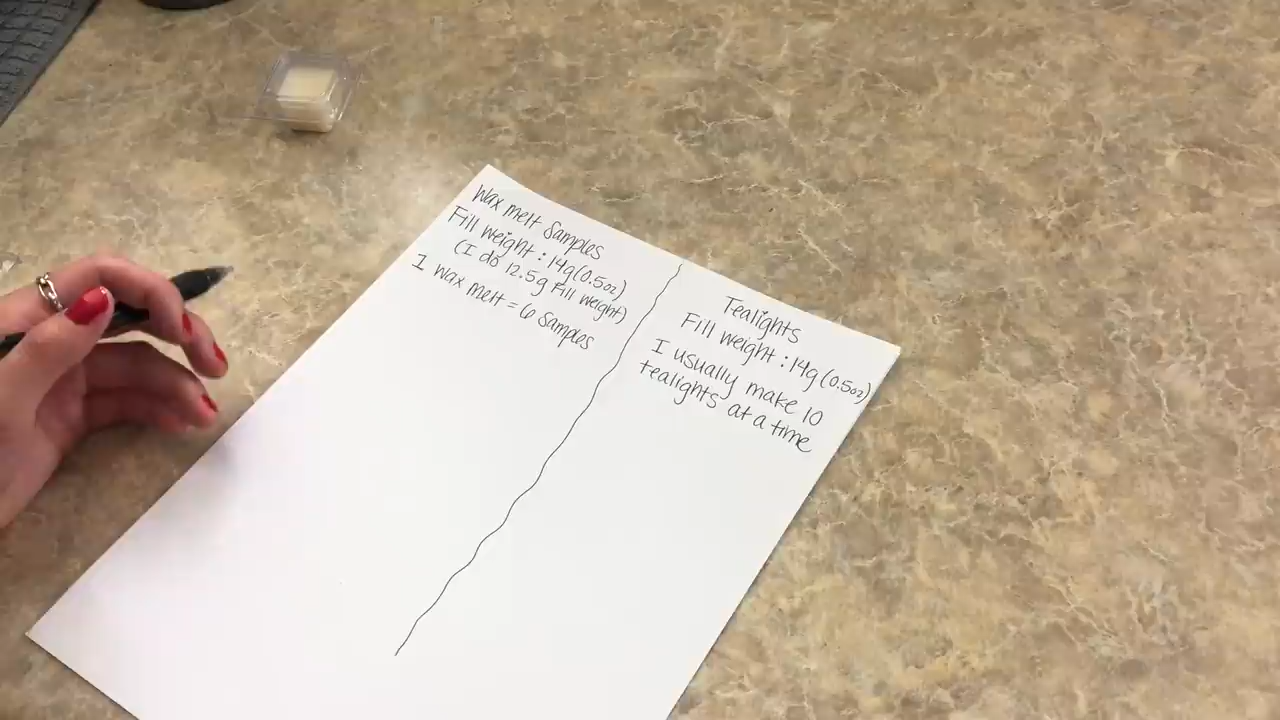 Wax melt Samples
Fill weight : 14g (0.5oz)
(I do 12.5g Fill weight)
1 wax melt = 6 Samples
Tealights
Fill weight : 14g (0.5oz)
I usually make 10
tealights at a time